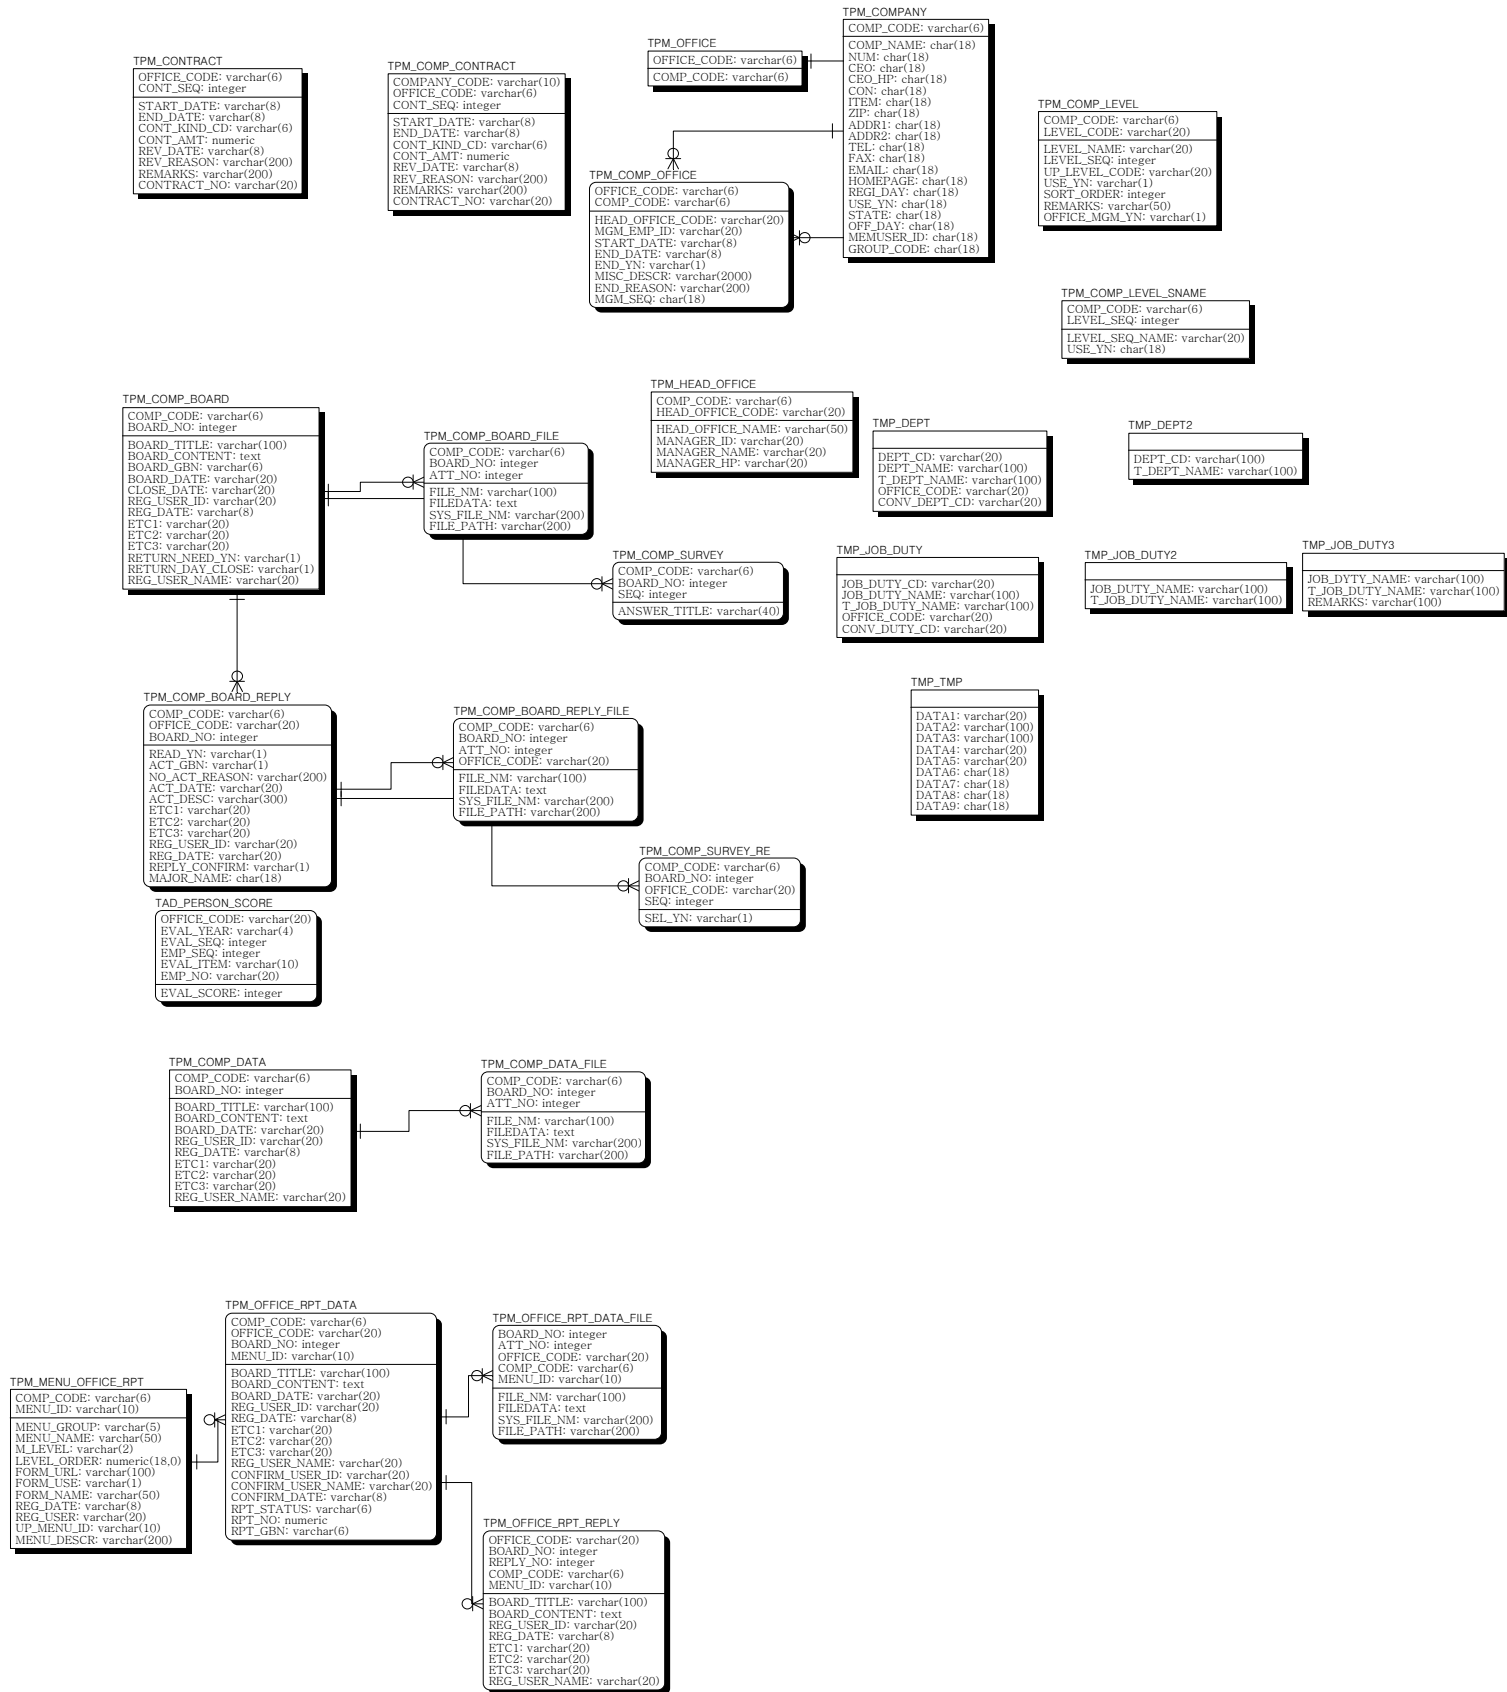 TPM_COMPANY
COMP_CODE: varchar(6)
COMP_NAME: char(18)
NUM: char(18)
CEO: char(18)
CEO_HP: char(18)
CON: char(18)
ITEM: char(18)
ZIP: char(18)
ADDR1: char(18)
ADDR2: char(18)
TEL: char(18)
FAX: char(18)
EMAIL: char(18)
HOMEPAGE: char(18)
REGI_DAY: char(18)
USE_YN: char(18)
STATE: char(18)
OFF_DAY: char(18)
MEMUSER_ID: char(18)
GROUP_CODE: char(18)
TPM_OFFICE
OFFICE_CODE: varchar(6)
COMP_CODE: varchar(6)
TPM_CONTRACT
OFFICE_CODE: varchar(6)
CONT_SEQ: integer
START_DATE: varchar(8)
END_DATE: varchar(8)
CONT_KIND_CD: varchar(6)
CONT_AMT: numeric
REV_DATE: varchar(8)
REV_REASON: varchar(200)
REMARKS: varchar(200)
CONTRACT_NO: varchar(20)
TPM_COMP_CONTRACT
COMPANY_CODE: varchar(10)
OFFICE_CODE: varchar(6)
CONT_SEQ: integer
START_DATE: varchar(8)
END_DATE: varchar(8)
CONT_KIND_CD: varchar(6)
CONT_AMT: numeric
REV_DATE: varchar(8)
REV_REASON: varchar(200)
REMARKS: varchar(200)
CONTRACT_NO: varchar(20)
TPM_COMP_LEVEL
COMP_CODE: varchar(6)
LEVEL_CODE: varchar(20)
LEVEL_NAME: varchar(20)
LEVEL_SEQ: integer
UP_LEVEL_CODE: varchar(20)
USE_YN: varchar(1)
SORT_ORDER: integer
REMARKS: varchar(50)
OFFICE_MGM_YN: varchar(1)
TPM_COMP_OFFICE
OFFICE_CODE: varchar(6)
COMP_CODE: varchar(6)
HEAD_OFFICE_CODE: varchar(20)
MGM_EMP_ID: varchar(20)
START_DATE: varchar(8)
END_DATE: varchar(8)
END_YN: varchar(1)
MISC_DESCR: varchar(2000)
END_REASON: varchar(200)
MGM_SEQ: char(18)
TPM_COMP_LEVEL_SNAME
COMP_CODE: varchar(6)
LEVEL_SEQ: integer
LEVEL_SEQ_NAME: varchar(20)
USE_YN: char(18)
TPM_COMP_BOARD
COMP_CODE: varchar(6)
BOARD_NO: integer
BOARD_TITLE: varchar(100)
BOARD_CONTENT: text
BOARD_GBN: varchar(6)
BOARD_DATE: varchar(20)
CLOSE_DATE: varchar(20)
REG_USER_ID: varchar(20)
REG_DATE: varchar(8)
ETC1: varchar(20)
ETC2: varchar(20)
ETC3: varchar(20)
RETURN_NEED_YN: varchar(1)
RETURN_DAY_CLOSE: varchar(1)
REG_USER_NAME: varchar(20)
TPM_COMP_BOARD_FILE
COMP_CODE: varchar(6)
BOARD_NO: integer
ATT_NO: integer
FILE_NM: varchar(100)
FILEDATA: text
SYS_FILE_NM: varchar(200)
FILE_PATH: varchar(200)
TPM_HEAD_OFFICE
COMP_CODE: varchar(6)
HEAD_OFFICE_CODE: varchar(20)
HEAD_OFFICE_NAME: varchar(50)
MANAGER_ID: varchar(20)
MANAGER_NAME: varchar(20)
MANAGER_HP: varchar(20)
TMP_DEPT
DEPT_CD: varchar(20)
DEPT_NAME: varchar(100)
T_DEPT_NAME: varchar(100)
OFFICE_CODE: varchar(20)
CONV_DEPT_CD: varchar(20)
TMP_DEPT2
DEPT_CD: varchar(100)
T_DEPT_NAME: varchar(100)
TPM_COMP_SURVEY
COMP_CODE: varchar(6)
BOARD_NO: integer
SEQ: integer
ANSWER_TITLE: varchar(40)
TMP_JOB_DUTY
JOB_DUTY_CD: varchar(20)
JOB_DUTY_NAME: varchar(100)
T_JOB_DUTY_NAME: varchar(100)
OFFICE_CODE: varchar(20)
CONV_DUTY_CD: varchar(20)
TMP_JOB_DUTY2
JOB_DUTY_NAME: varchar(100)
T_JOB_DUTY_NAME: varchar(100)
TMP_JOB_DUTY3
JOB_DYTY_NAME: varchar(100)
T_JOB_DUTY_NAME: varchar(100)
REMARKS: varchar(100)
TPM_COMP_BOARD_REPLY
COMP_CODE: varchar(6)
OFFICE_CODE: varchar(20)
BOARD_NO: integer
READ_YN: varchar(1)
ACT_GBN: varchar(1)
NO_ACT_REASON: varchar(200)
ACT_DATE: varchar(20)
ACT_DESC: varchar(300)
ETC1: varchar(20)
ETC2: varchar(20)
ETC3: varchar(20)
REG_USER_ID: varchar(20)
REG_DATE: varchar(20)
REPLY_CONFIRM: varchar(1)
MAJOR_NAME: char(18)
TPM_COMP_BOARD_REPLY_FILE
COMP_CODE: varchar(6)
BOARD_NO: integer
ATT_NO: integer
OFFICE_CODE: varchar(20)
FILE_NM: varchar(100)
FILEDATA: text
SYS_FILE_NM: varchar(200)
FILE_PATH: varchar(200)
TMP_TMP
DATA1: varchar(20)
DATA2: varchar(100)
DATA3: varchar(100)
DATA4: varchar(20)
DATA5: varchar(20)
DATA6: char(18)
DATA7: char(18)
DATA8: char(18)
DATA9: char(18)
TPM_COMP_SURVEY_RE
COMP_CODE: varchar(6)
BOARD_NO: integer
OFFICE_CODE: varchar(20)
SEQ: integer
SEL_YN: varchar(1)
TAD_PERSON_SCORE
OFFICE_CODE: varchar(20)
EVAL_YEAR: varchar(4)
EVAL_SEQ: integer
EMP_SEQ: integer
EVAL_ITEM: varchar(10)
EMP_NO: varchar(20)
EVAL_SCORE: integer
TPM_COMP_DATA
COMP_CODE: varchar(6)
BOARD_NO: integer
BOARD_TITLE: varchar(100)
BOARD_CONTENT: text
BOARD_DATE: varchar(20)
REG_USER_ID: varchar(20)
REG_DATE: varchar(8)
ETC1: varchar(20)
ETC2: varchar(20)
ETC3: varchar(20)
REG_USER_NAME: varchar(20)
TPM_COMP_DATA_FILE
COMP_CODE: varchar(6)
BOARD_NO: integer
ATT_NO: integer
FILE_NM: varchar(100)
FILEDATA: text
SYS_FILE_NM: varchar(200)
FILE_PATH: varchar(200)
TPM_MENU_OFFICE_RPT
COMP_CODE: varchar(6)
MENU_ID: varchar(10)
MENU_GROUP: varchar(5)
MENU_NAME: varchar(50)
M_LEVEL: varchar(2)
LEVEL_ORDER: numeric(18,0)
FORM_URL: varchar(100)
FORM_USE: varchar(1)
FORM_NAME: varchar(50)
REG_DATE: varchar(8)
REG_USER: varchar(20)
UP_MENU_ID: varchar(10)
MENU_DESCR: varchar(200)
TPM_OFFICE_RPT_DATA
COMP_CODE: varchar(6)
OFFICE_CODE: varchar(20)
BOARD_NO: integer
MENU_ID: varchar(10)
BOARD_TITLE: varchar(100)
BOARD_CONTENT: text
BOARD_DATE: varchar(20)
REG_USER_ID: varchar(20)
REG_DATE: varchar(8)
ETC1: varchar(20)
ETC2: varchar(20)
ETC3: varchar(20)
REG_USER_NAME: varchar(20)
CONFIRM_USER_ID: varchar(20)
CONFIRM_USER_NAME: varchar(20)
CONFIRM_DATE: varchar(8)
RPT_STATUS: varchar(6)
RPT_NO: numeric
RPT_GBN: varchar(6)
TPM_OFFICE_RPT_DATA_FILE
BOARD_NO: integer
ATT_NO: integer
OFFICE_CODE: varchar(20)
COMP_CODE: varchar(6)
MENU_ID: varchar(10)
FILE_NM: varchar(100)
FILEDATA: text
SYS_FILE_NM: varchar(200)
FILE_PATH: varchar(200)
TPM_OFFICE_RPT_REPLY
OFFICE_CODE: varchar(20)
BOARD_NO: integer
REPLY_NO: integer
COMP_CODE: varchar(6)
MENU_ID: varchar(10)
BOARD_TITLE: varchar(100)
BOARD_CONTENT: text
REG_USER_ID: varchar(20)
REG_DATE: varchar(8)
ETC1: varchar(20)
ETC2: varchar(20)
ETC3: varchar(20)
REG_USER_NAME: varchar(20)